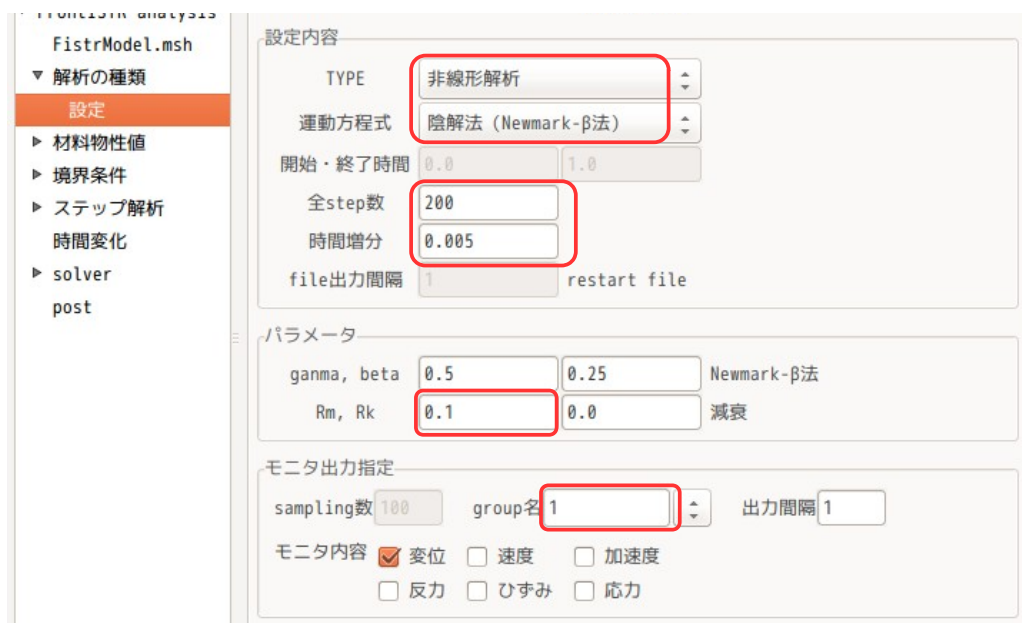 FistrModel.msh
▼ 解析の種類
設定
▶ 材料物性値
▶ 境界条件
▶ ステップ解析
時間変化
▶ solver
post
設定内容
TYPE 非線形解析
運動方程式 陰解法 (Newmark-β法)
開始・終了時間 0.0 1.0
全step数 200
時間増分 0.005
file出力間隔 1 restart file
パラメータ
ganma, beta 0.5 0.25 Newmark-β法
Rm, Rk 0.1 0.0 減衰
モニタ出力指定
sampling数 100 group名 1 出力間隔 1
モニタ内容 変位 速度 加速度
反力 ひずみ 応力